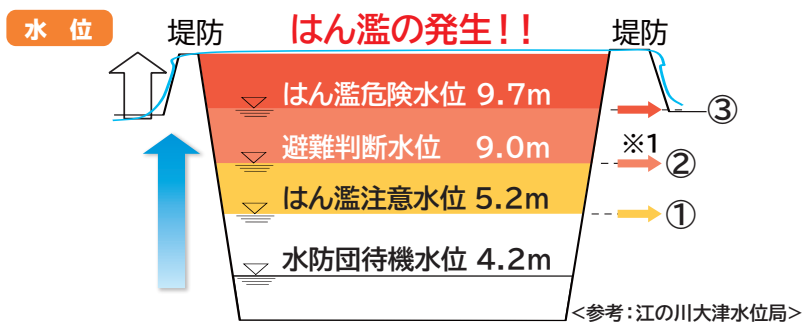 水 位
堤防
はん濫の発生!!
堤防
はん濫危険水位 9.7m
③
避難判断水位 9.0m
※1
②
はん濫注意水位 5.2m
①
水防団待機水位 4.2m
<参考:江の川大津水位局>